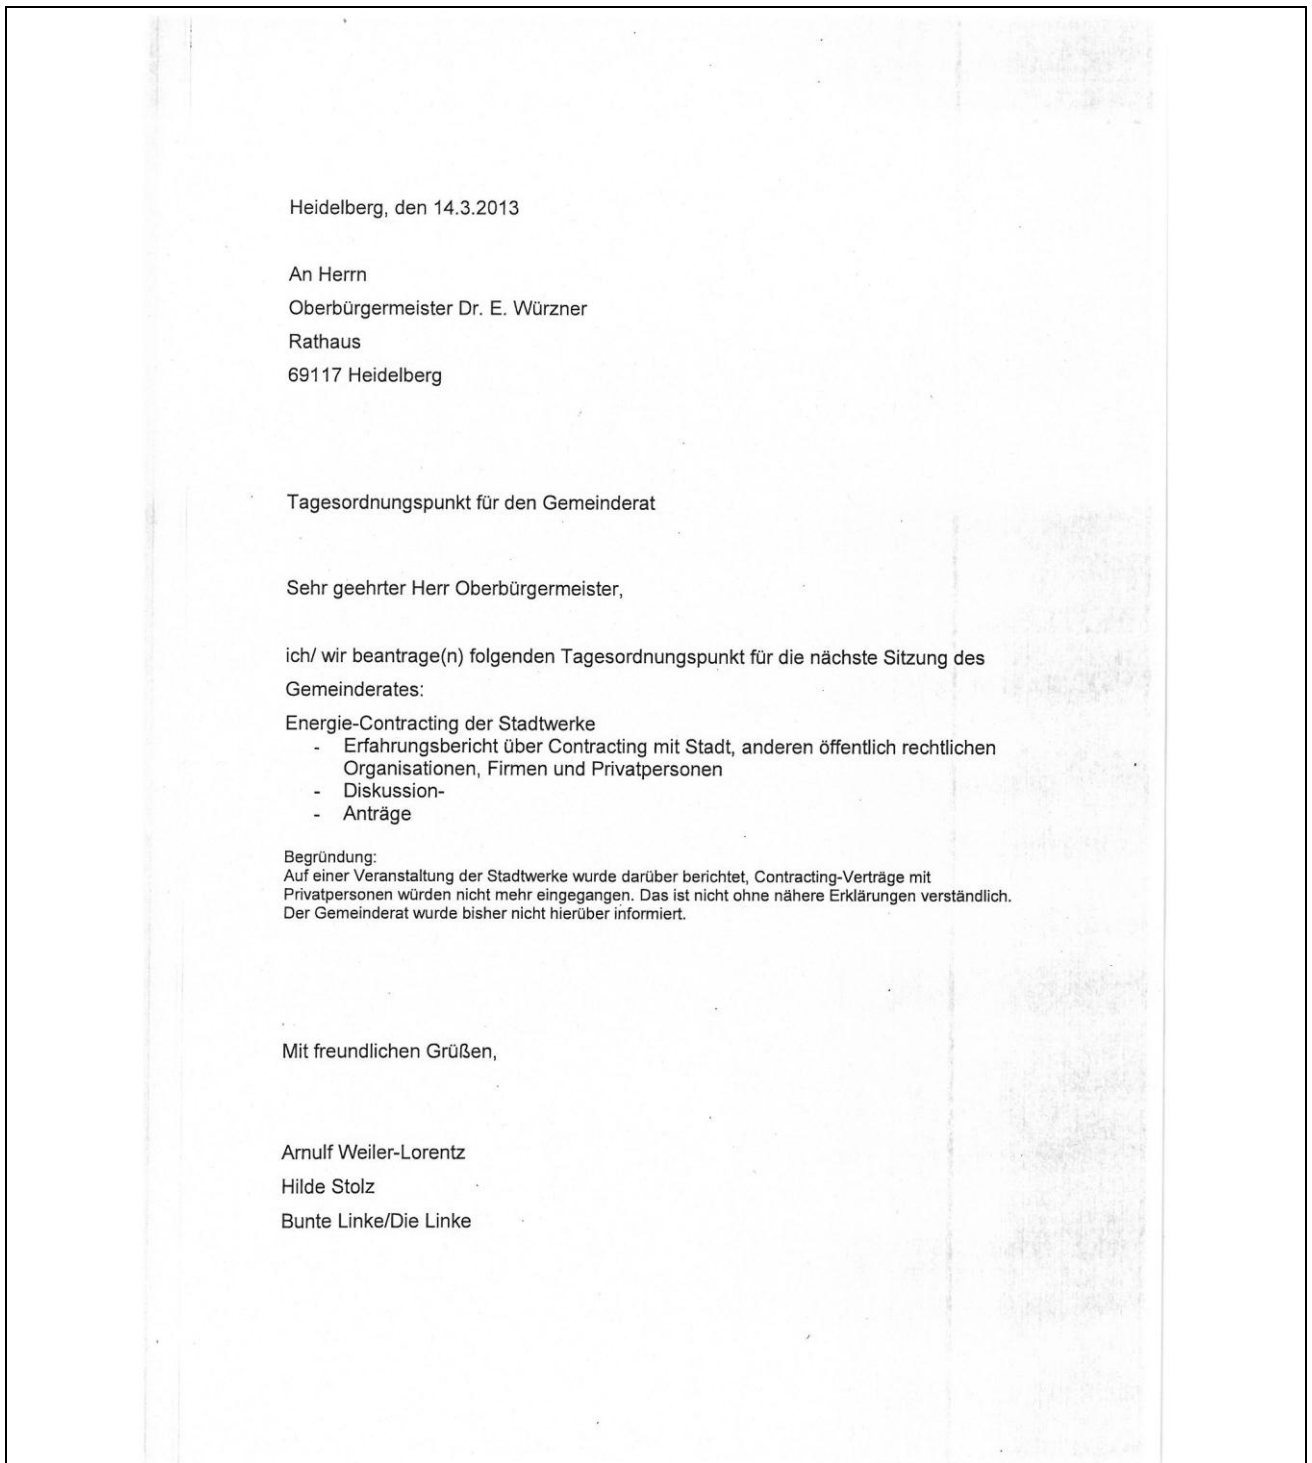 Heidelberg, den 14.3.2013
An Herrn
Oberbürgermeister Dr. E. Würzner
Rathaus
69117 Heidelberg
Tagesordnungspunkt für den Gemeinderat
Sehr geehrter Herr Oberbürgermeister,
ich/ wir beantrage(n) folgenden Tagesordnungspunkt für die nächste Sitzung des
Gemeinderates:
Energie-Contracting der Stadtwerke
- Erfahrungsbericht über Contracting mit Stadt, anderen öffentlich rechtlichen
Organisationen, Firmen und Privatpersonen
- Diskussion-
- Anträge
Begründung:
Auf einer Veranstaltung der Stadtwerke wurde darüber berichtet, Contracting-Verträge mit
Privatpersonen würden nicht mehr eingegangen. Das ist nicht ohne nähere Erklärungen verständlich.
Der Gemeinderat wurde bisher nicht hierüber informiert.
Mit freundlichen Grüßen,
Arnulf Weiler-Lorentz
Hilde Stolz
Bunte Linke/Die Linke